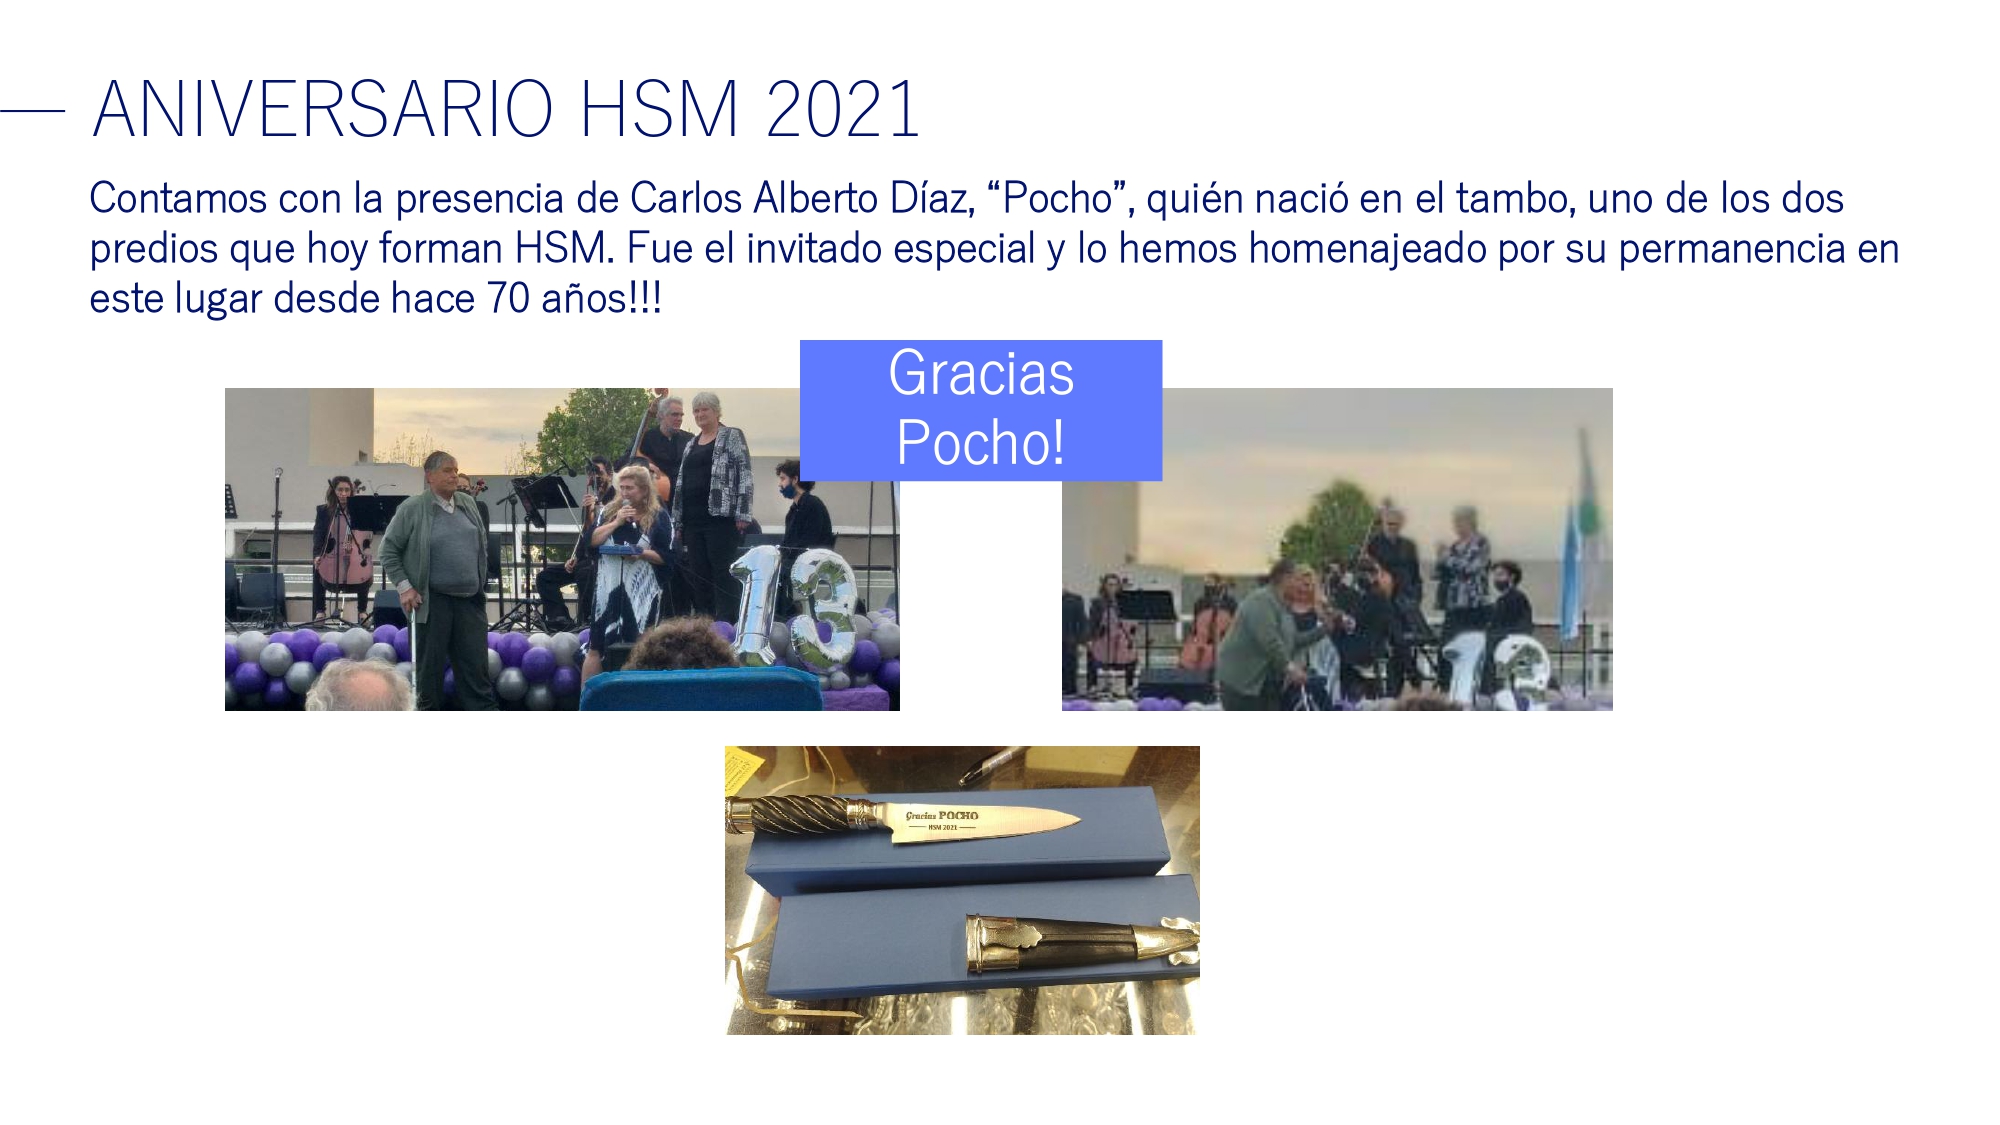 ANIVERSARIO HSM 2021
Contamos con la presencia de Carlos Alberto Díaz, “Pocho”, quién nació en el tambo, uno de los dos
predios que hoy forman HSM. Fue el invitado especial y lo hemos homenajeado por su permanencia en
este lugar desde hace 70 años!!!
Gracias
Pocho!
13
13
Gracias POCHO
HSM 2021